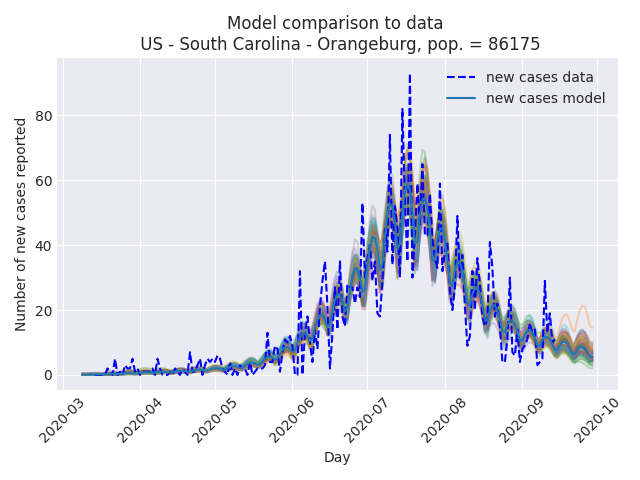 Model comparison to data
US - South Carolina - Orangeburg, pop. = 86175
new cases data
new cases model
Number of new cases reported
80
60
40
20
0
2020-03
2020-04
2020-05
2020-06
2020-07
2020-08
2020-09
2020-10
Day